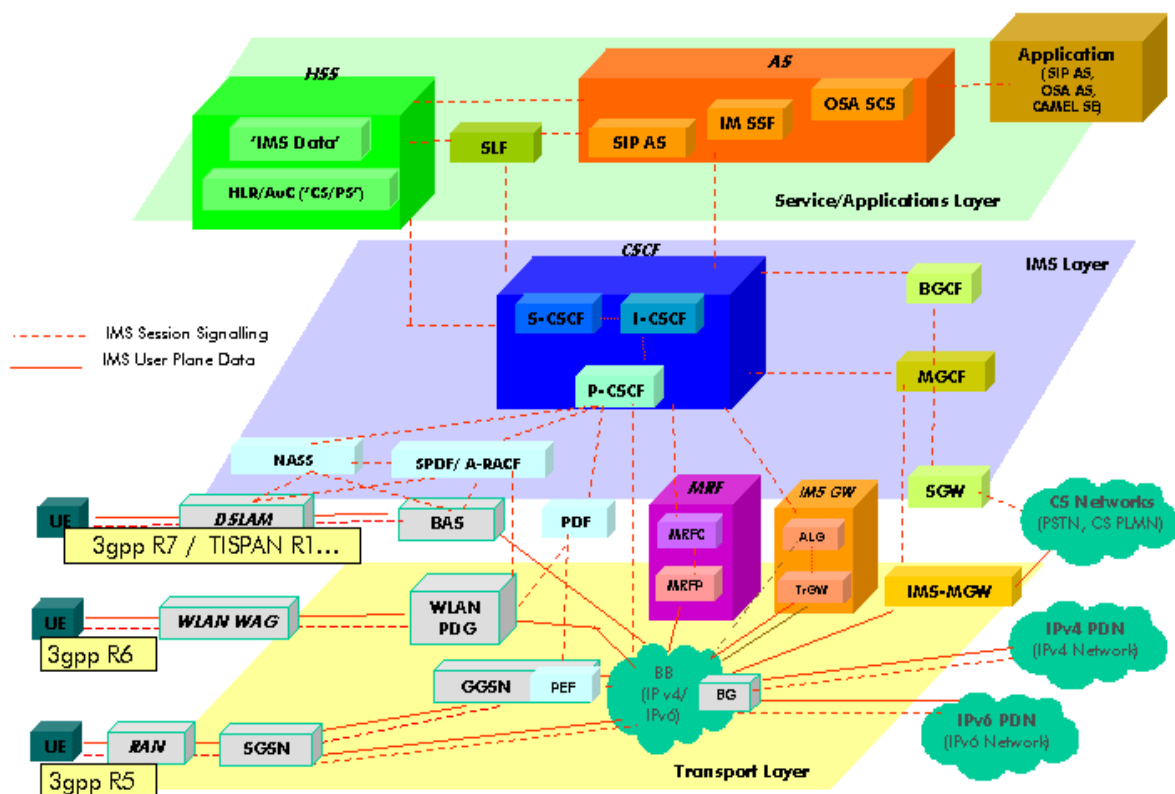 HSS
'IMS Data'
HLR/AuC ('CS/PS')
SLF
AS
SIP AS
IM SSF
OSA SCS
Application
(SIP AS,
OSA AS,
CAMEL SE)
Service/Applications Layer
IMS Layer
CSCF
S-CSCF
I-CSCF
P-CSCF
BGCF
MGCF
SGW
IMS Session Signalling
IMS User Plane Data
NASS
SPDF/ A-RACF
UE
DSLAM
BAS
3gpp R7 / TISPAN R1...
PDF
MRF
MRFC
MRFP
IMS GW
ALG
TrGW
IMS-MGW
CS Networks
(PSTN, CS PLMN)
UE
WLAN WAG
WLAN
PDG
3gpp R6
GGSN
PEF
BB
(IP v4/
IPv6)
BG
IPv4 PDN
(IPv4 Network)
IPv6 PDN
(IPv6 Network)
UE
RAN
SGSN
3gpp R5
Transport Layer